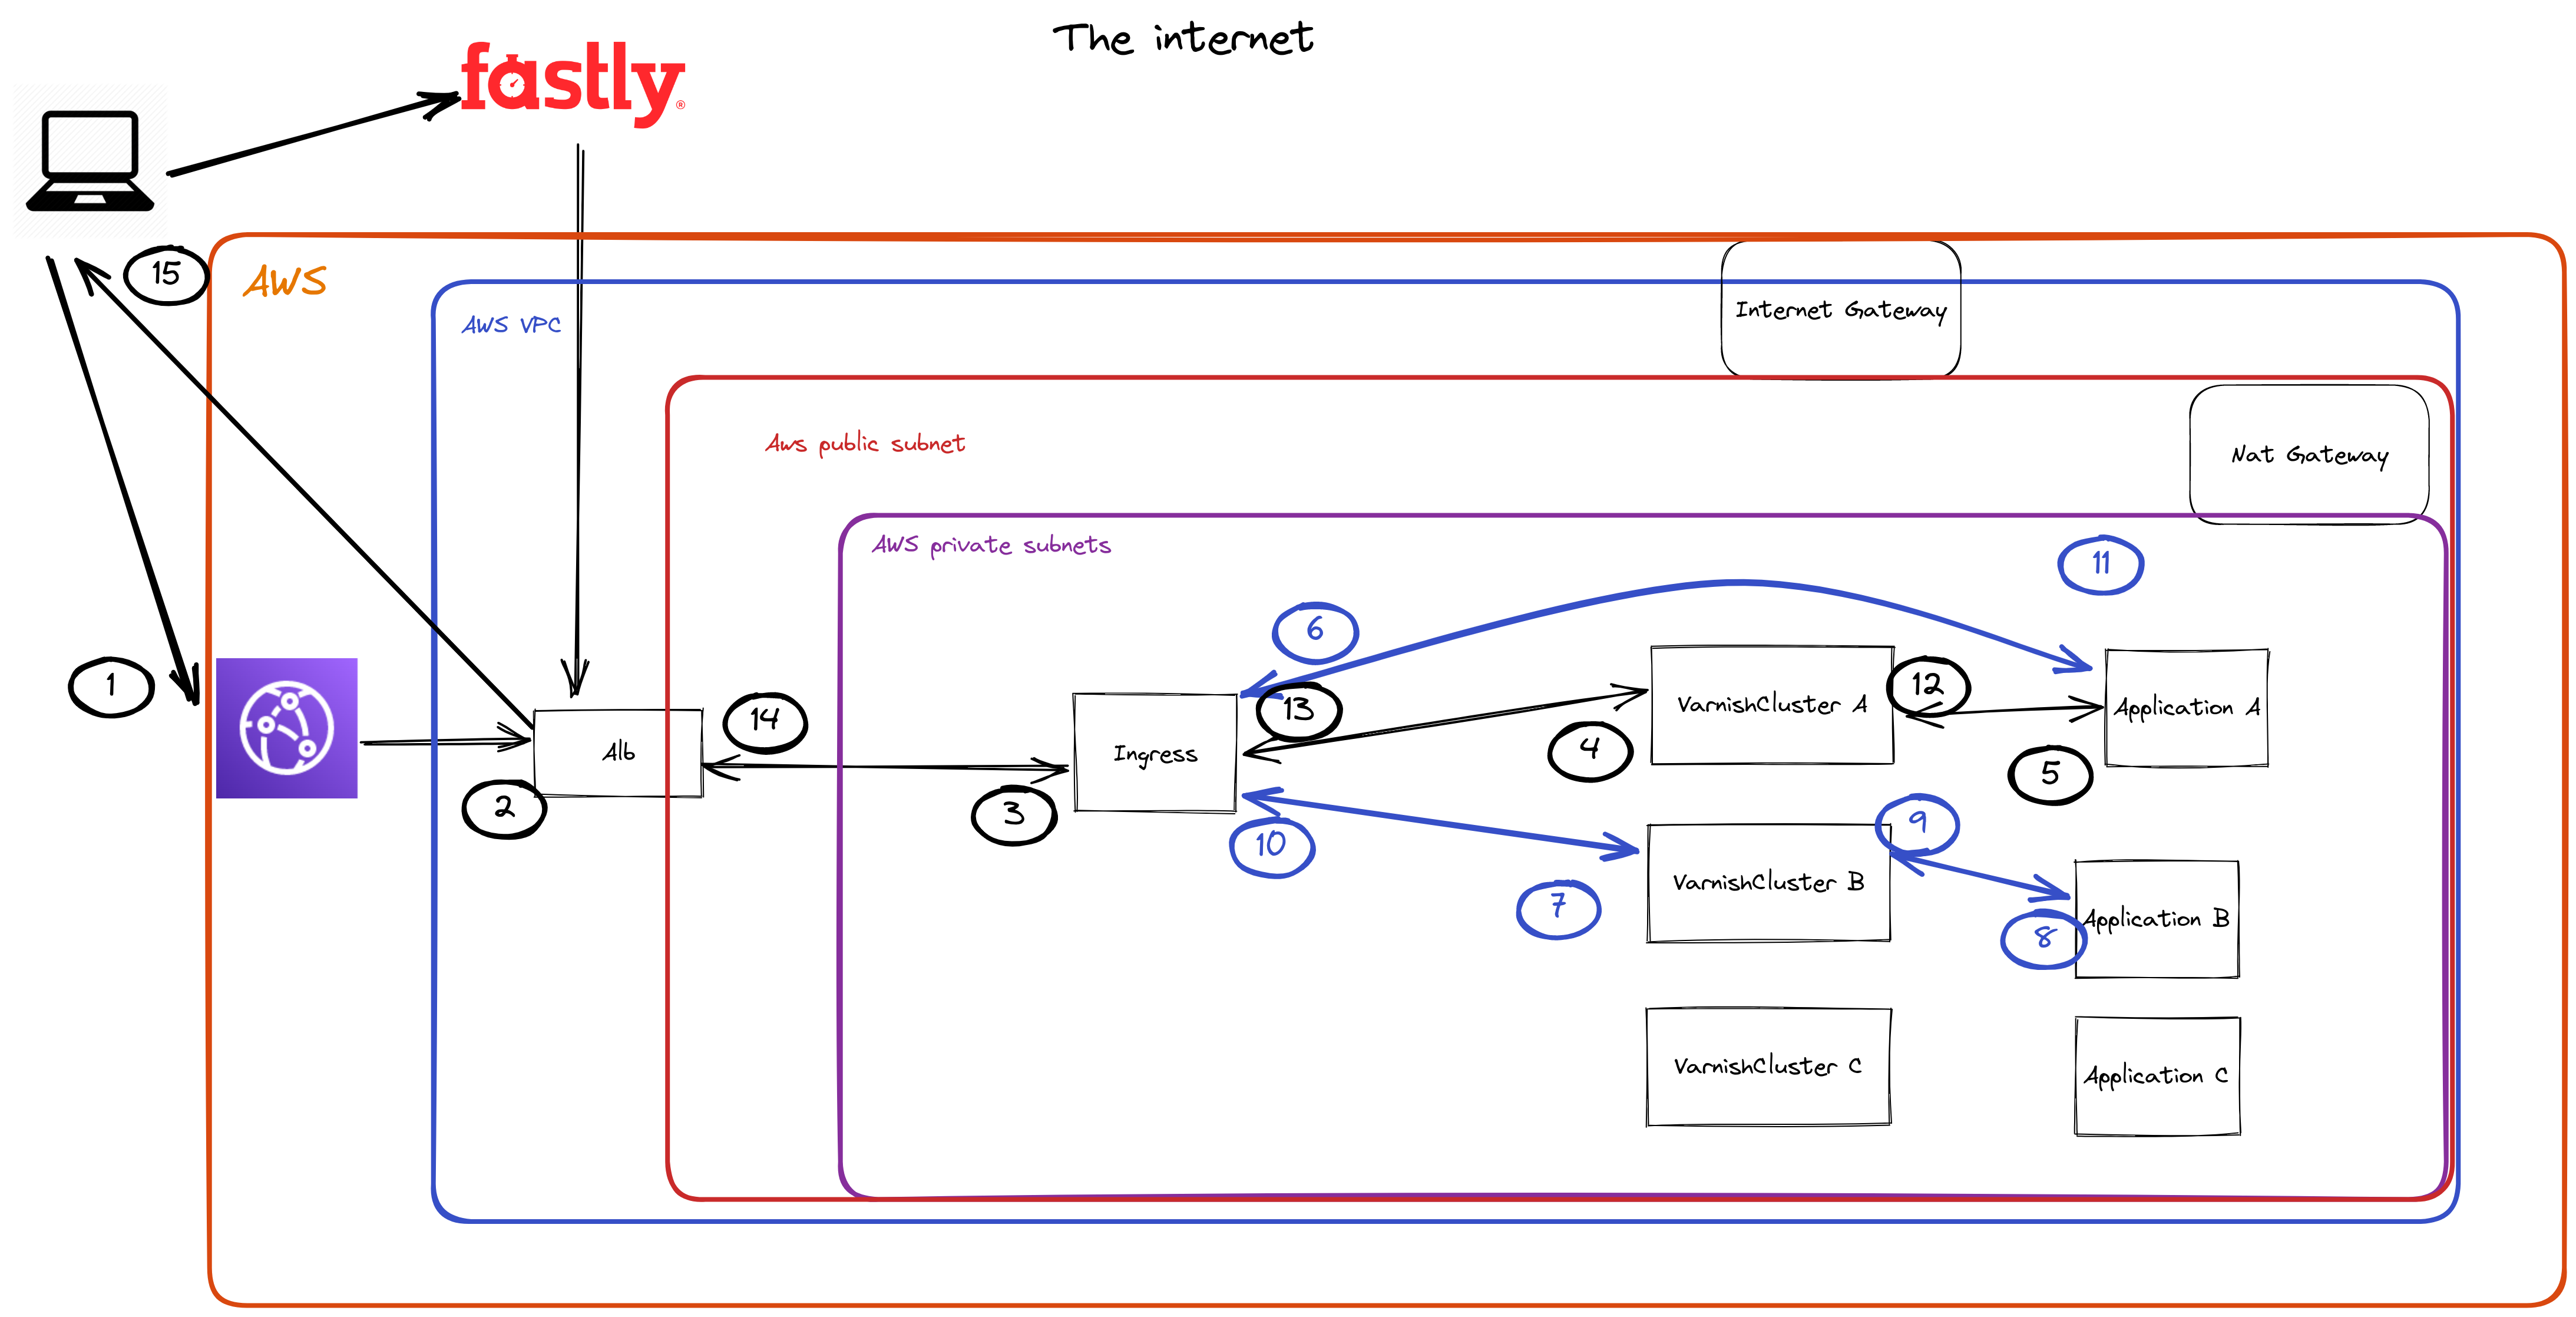 The internet
fastly®
15
AWS
Internet Gateway
AWS VPC
Aws public subnet
Nat Gateway
AWS private subnets
11
6
1
14
13
12
VarnishCluster A
Application A
Alb
Ingress
4
5
2
3
10
9
VarnishCluster B
7
Application B
8
VarnishCluster C
Application C